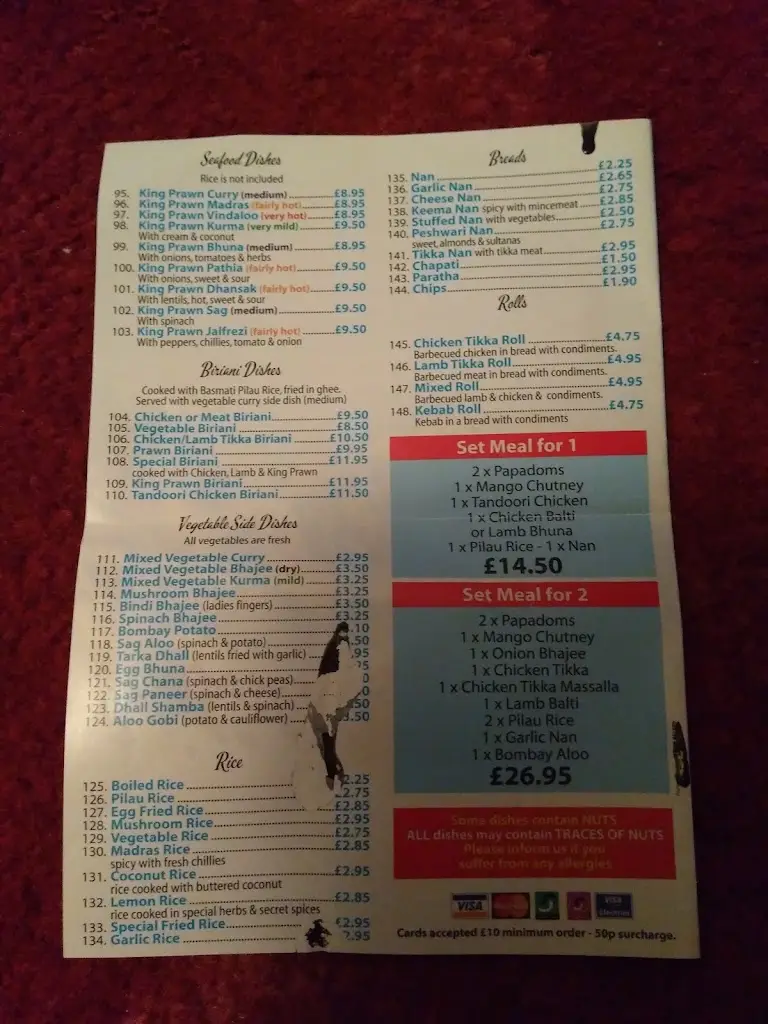 Seafood Dishes
Rice is not included
95. King Prawn Curry (medium) £8.95
96. King Prawn Madras (fairly hot) £8.95
97. King Prawn Vindaloo (very hot) £8.95
98. King Prawn Kurma (very mild) £9.50
With cream & coconut
99. King Prawn Bhuna (medium) £8.95
With onions, tomatoes & herbs
100. King Prawn Pathia (fairly hot) £9.50
With onions, sweet & sour
101. King Prawn Dhansak (fairly hot) £9.50
With lentils, hot, sweet & sour
102. King Prawn Sag (medium) £9.50
With spinach
103. King Prawn Jalfrezi (fairly hot) £9.50
With peppers, chillies, tomato & onion
Biriani Dishes
Cooked with Basmati Pilau Rice, fried in ghee.
Served with vegetable curry side dish (medium)
104. Chicken or Meat Biriani £9.50
105. Vegetable Biriani £8.50
106. Chicken/Lamb Tikka Biriani £10.50
107. Prawn Biriani £9.95
108. Special Biriani £11.95
cooked with Chicken, Lamb & King Prawn
109. King Prawn Biriani £11.95
110. Tandoori Chicken Biriani £11.50
Vegetable Side Dishes
All vegetables are fresh
111. Mixed Vegetable Curry £2.95
112. Mixed Vegetable Bhajee (dry) £3.50
113. Mixed Vegetable Kurma (mild) £3.25
114. Mushroom Bhajee £3.25
115. Bindi Bhajee (ladies fingers) £3.50
116. Spinach Bhajee £3.25
117. Bombay Potato .10
118. Sag Aloo (spinach & potato) .50
119. Tarka Dhall (lentils fried with garlic) .95
120. Egg Bhuna
121. Sag Chana (spinach & chick peas)
122. Sag Paneer (spinach & cheese)
123. Dhall Shamba (lentils & spinach) .50
124. Aloo Gobi (potato & cauliflower) 3.50
Rice
125. Boiled Rice 2.25
126. Pilau Rice 2.75
127. Egg Fried Rice £2.85
128. Mushroom Rice £2.95
129. Vegetable Rice £2.75
130. Madras Rice £2.85
spicy with fresh chillies
131. Coconut Rice £2.95
rice cooked with buttered coconut
132. Lemon Rice £2.85
rice cooked in special herbs & secret spices
133. Special Fried Rice £2.95
134. Garlic Rice 2.95
Breads
135. Nan £2.25
136. Garlic Nan £2.65
137. Cheese Nan £2.75
138. Keema Nan spicy with mincemeat £2.85
139. Stuffed Nan with vegetables £2.50
140. Peshwari Nan £2.75
sweet, almonds & sultanas
141. Tikka Nan with tikka meat £2.95
142. Chapati £1.50
143. Paratha £2.95
144. Chips £1.90
Rolls
145. Chicken Tikka Roll £4.75
Barbecued chicken in bread with condiments.
146. Lamb Tikka Roll £4.95
Barbecued meat in bread with condiments.
147. Mixed Roll £4.95
Barbecued lamb & chicken & condiments.
148. Kebab Roll £4.75
Kebab in a bread with condiments
Set Meal for 1
2 x Papadoms
1 x Mango Chutney
1 x Tandoori Chicken
1 x Chicken Balti
or Lamb Bhuna
1 x Pilau Rice - 1 x Nan
£14.50
Set Meal for 2
2 x Papadoms
1 x Mango Chutney
1 x Onion Bhajee
1 x Chicken Tikka
1 x Chicken Tikka Massalla
1 x Lamb Balti
2 x Pilau Rice
1 x Garlic Nan
1 x Bombay Aloo
£26.95
Some dishes contain NUTS
ALL dishes may contain TRACES OF NUTS
Please inform us if you
suffer from any allergies
VISA MasterCard VISA Electron
Cards accepted £10 minimum order - 50p surcharge.